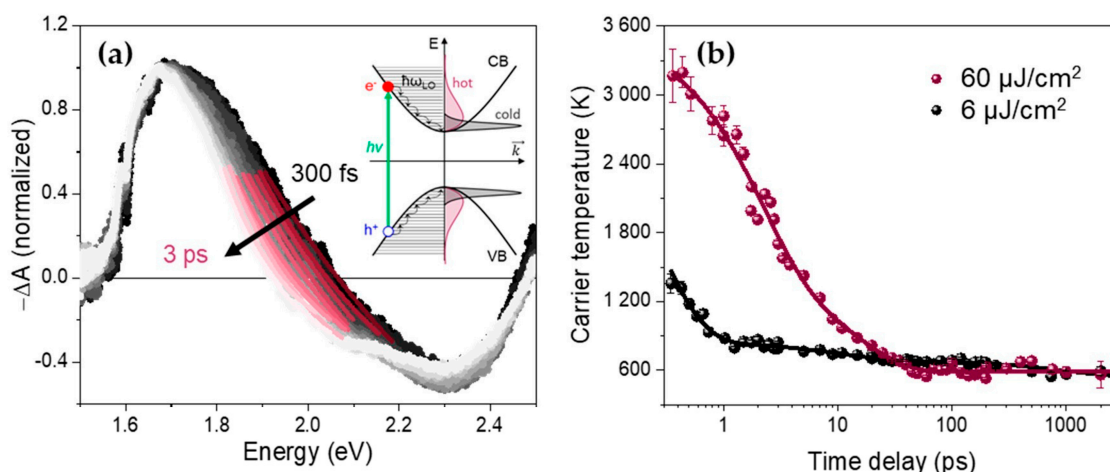 (a)
1.2
0.8
0.4
0.0
-0.4
−ΔA (normalized)
1.6
1.8
2.0
2.2
2.4
Energy (eV)
300 fs
3 ps
E
CB
e-
ħωLO
hot
cold
hν
k
h+
VB
(b)
3 600
3 000
2 400
1 800
1200
600
Carrier temperature (K)
60 μJ/cm²
6 μJ/cm²
1
10
100
1000
Time delay (ps)